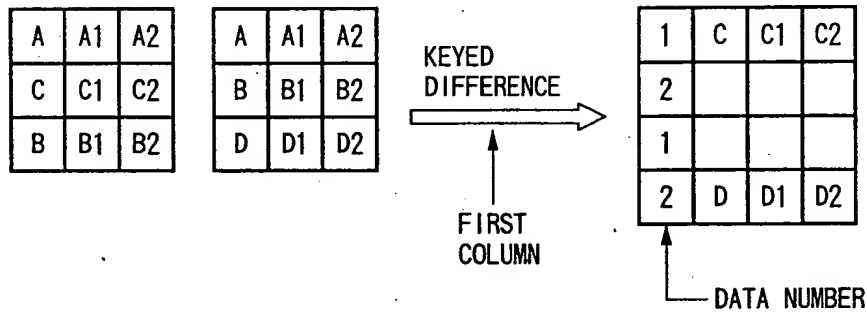 A A1 A2
C C1 C2
B B1 B2
A A1 A2
B B1 B2
D D1 D2
KEYED
DIFFERENCE
FIRST
COLUMN
1 C C1 C2
2
1
2 D D1 D2
DATA NUMBER